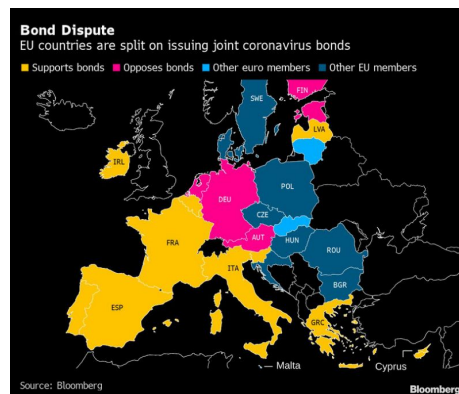 Bond Dispute
EU countries are split on issuing joint coronavirus bonds
Supports bonds Opposes bonds Other euro members Other EU members
FIN
SWE
LVA
IRL
POL
DEU
CZE
AUT
HUN
FRA
ROU
ITA
BGR
ESP
GRC
Malta
Cyprus
Source: Bloomberg
Bloomberg